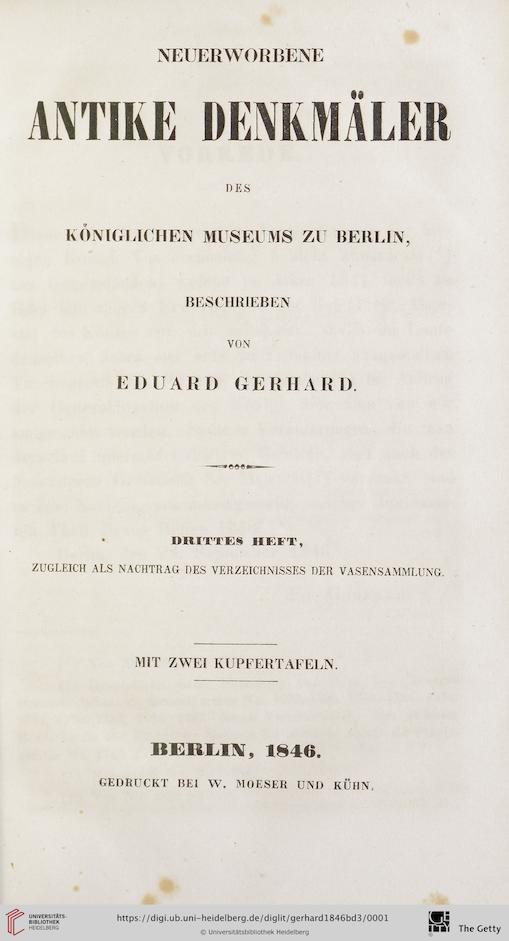 NEUERWORBENE
ANTIKE DENKMÄLER
DES
KÖNIGLICHEN MUSEUMS ZU BERLIN,
BESCHRIEBEN
VON
EDUARD GERHARD.
DRITTES HEFT,
ZUGLEICH ALS NACHTRAG DES VERZEICHNISSES DER VASENSAMMLUNG.
MIT ZWEI KUPFERTAFELN.
BERLIN, 1846.
GEDRUCKT BEI W. MOESER UND KÜHN.
UNIVERSITÄTS-
BIBLIOTHEK
HEIDELBERG
https://digi.ub.uni-heidelberg.de/diglit/gerhard1846bd3/0001
© Universitätsbibliothek Heidelberg
The Getty